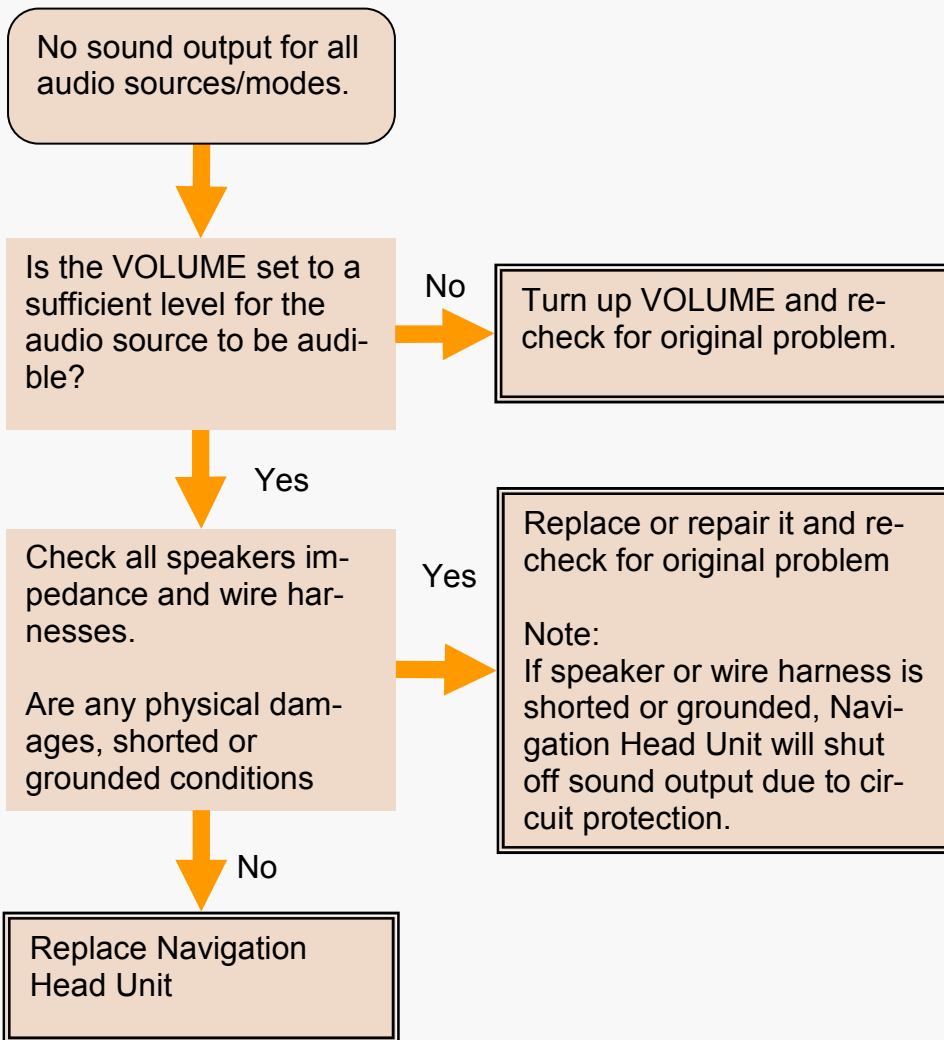 No sound output for all
audio sources/modes.
Is the VOLUME set to a
sufficient level for the
audio source to be audi-
ble?
No
Turn up VOLUME and re-
check for original problem.
Yes
Check all speakers im-
pedance and wire har-
nesses.
Are any physical dam-
ages, shorted or
grounded conditions
Yes
Replace or repair it and re-
check for original problem
Note:
If speaker or wire harness is
shorted or grounded, Navi-
gation Head Unit will shut
off sound output due to cir-
cuit protection.
No
Replace Navigation
Head Unit